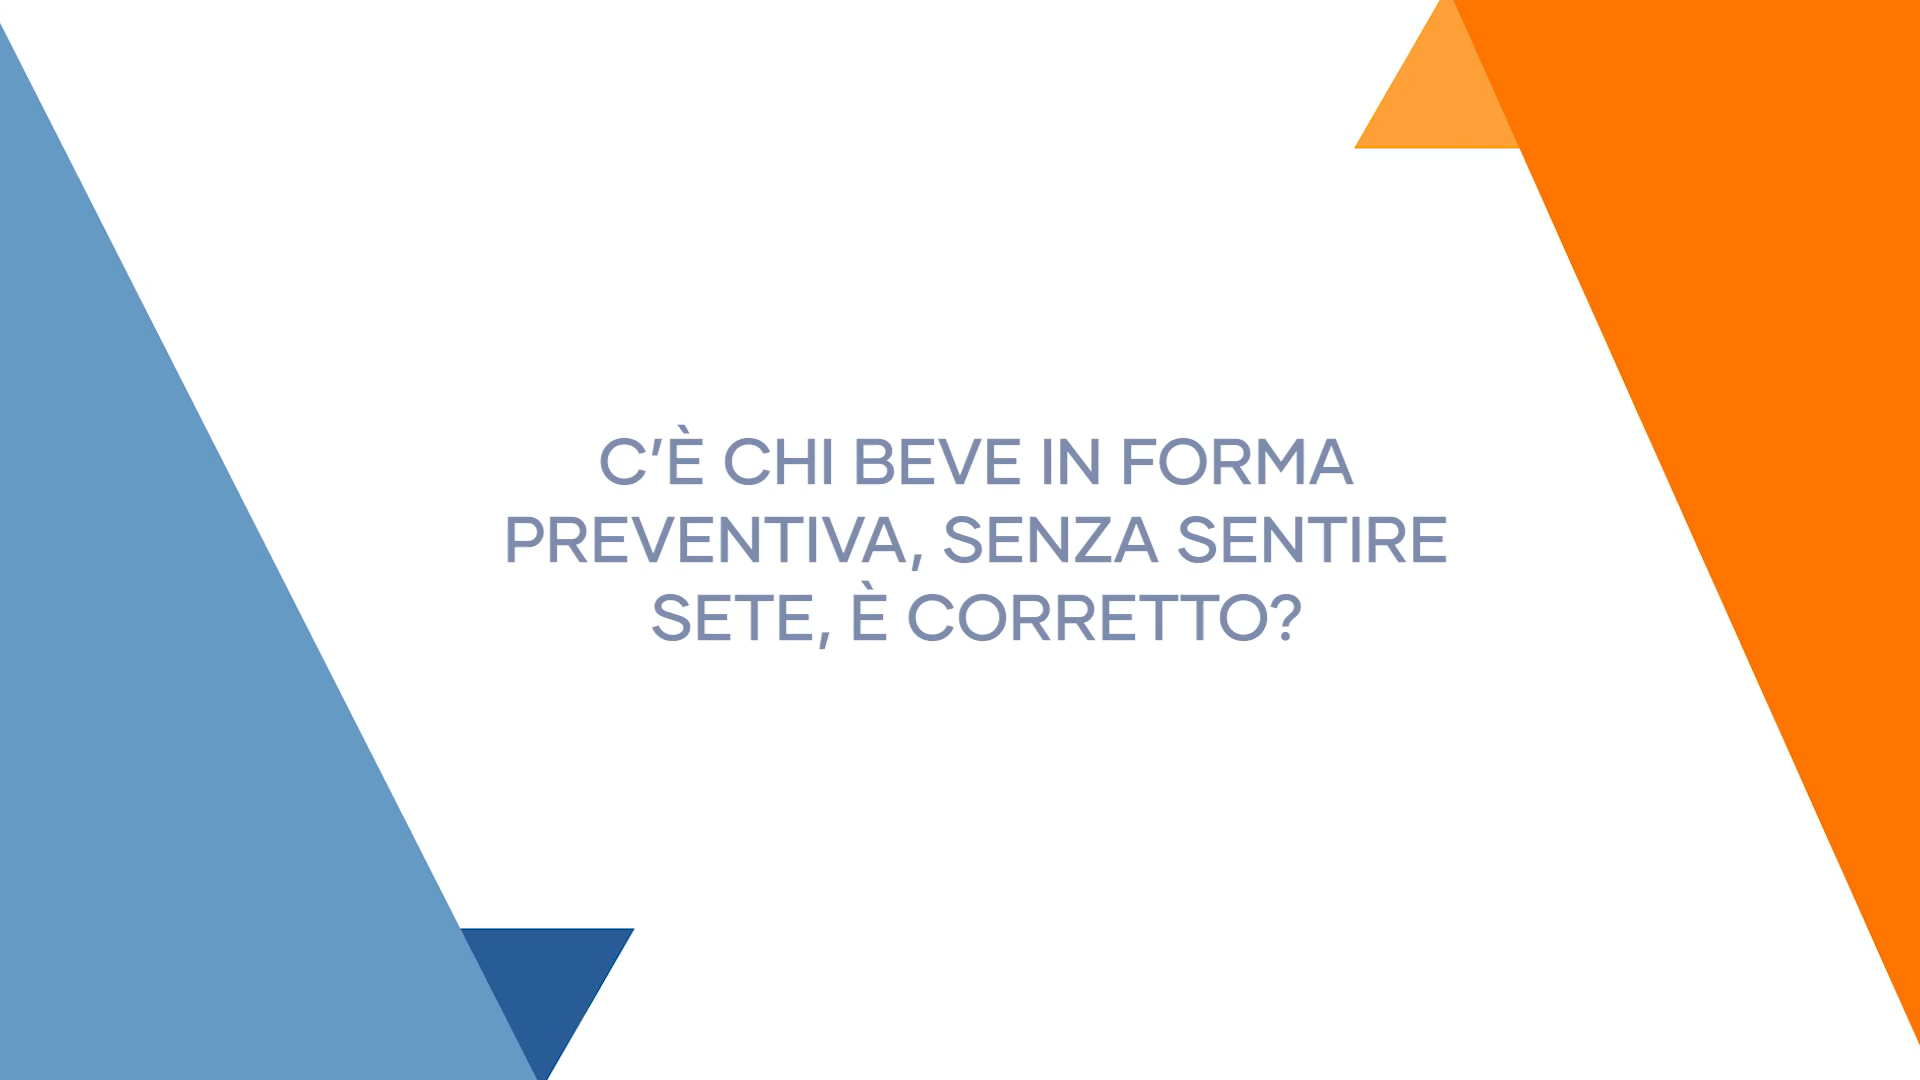 C’È CHI BEVE IN FORMA
PREVENTIVA, SENZA SENTIRE
SETE, È CORRETTO?